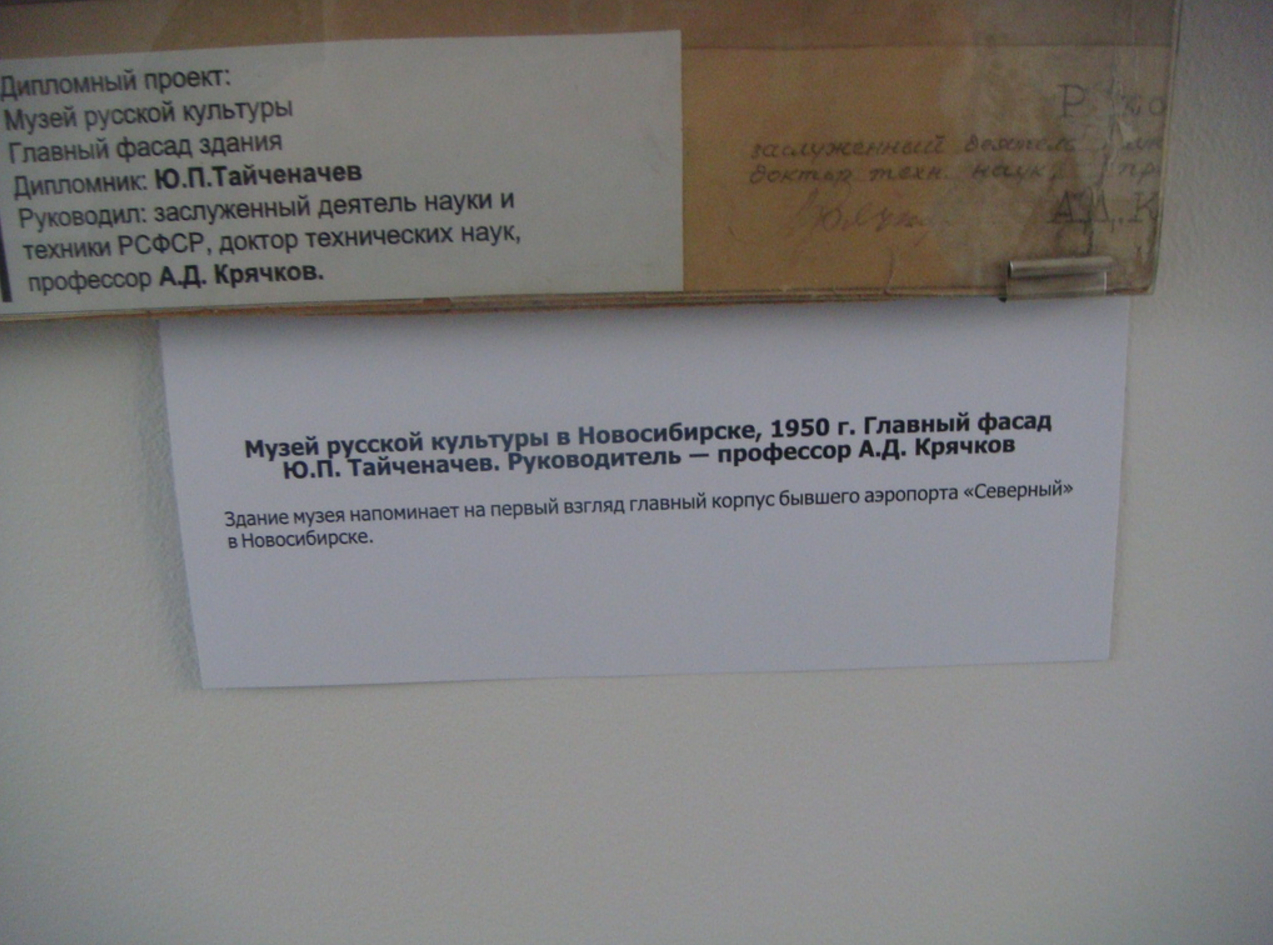 Дипломный проект:
Музей русской культуры
Главный фасад здания
Дипломник: Ю.П.Тайченачев
Руководил: заслуженный деятель науки и
техники РСФСР, доктор технических наук,
профессор А.Д. Крячков.
заслуженный деятель
доктор техн. наук,
А.Д.К
Музей русской культуры в Новосибирске, 1950 г. Главный фасад
Ю.П. Тайченачев. Руководитель — профессор А.Д. Крячков
Здание музея напоминает на первый взгляд главный корпус бывшего аэропорта «Северный»
в Новосибирске.